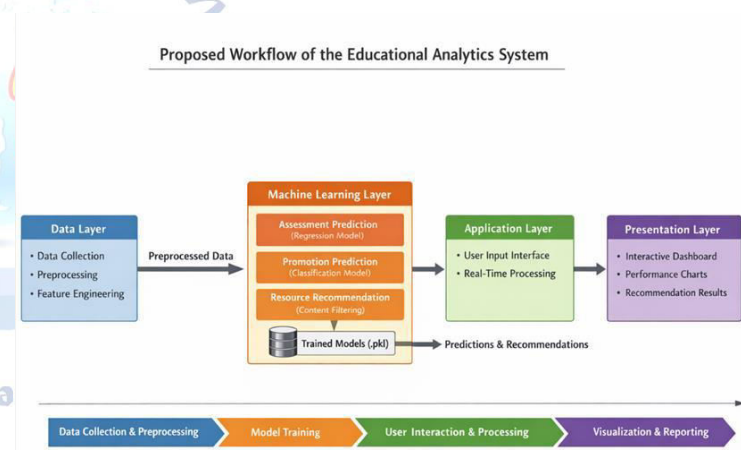 Proposed Workflow of the Educational Analytics System
Data Layer
• Data Collection
• Preprocessing
• Feature Engineering
Preprocessed Data
Machine Learning Layer
Assessment Prediction
(Regression Model)
Promotion Prediction
(Classification Model)
Resource Recommendation
(Content Filtering)
Trained Models (.pkl)
Predictions & Recommendations
Application Layer
• User Input Interface
• Real-Time Processing
Presentation Layer
• Interactive Dashboard
• Performance Charts
• Recommendation Results
Data Collection & Preprocessing
Model Training
User Interaction & Processing
Visualization & Reporting